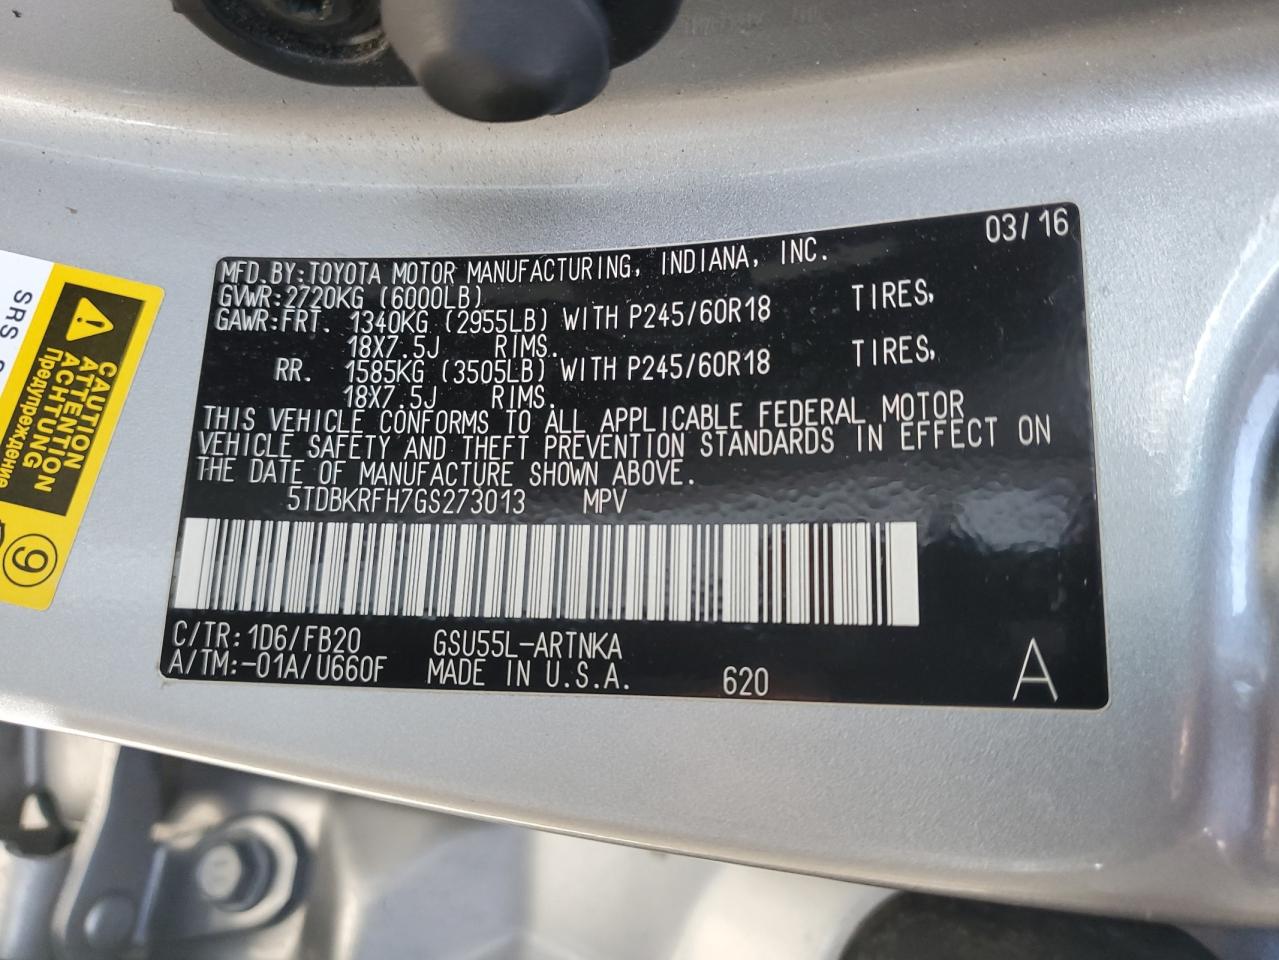 03/16
MFD.BY:TOYOTA MOTOR MANUFACTURING, INDIANA, INC.
GVWR:2720KG (6000LB)
GAWR:FRT. 1340KG (2955LB) WITH P245/60R18 TIRES,
18X7.5J RIMS.
RR. 1585KG (3505LB) WITH P245/60R18 TIRES,
18X7.5J RIMS.
THIS VEHICLE CONFORMS TO ALL APPLICABLE FEDERAL MOTOR
VEHICLE SAFETY AND THEFT PREVENTION STANDARDS IN EFFECT ON
THE DATE OF MANUFACTURE SHOWN ABOVE.
5TDBKRFH7GS273013 MPV
C/TR:1D6/FB20 GSU55L-ARTNKA
A/TM:-01A/U660F MADE IN U.S.A. 620 A
CAUTION
ATTENTION
ACHTUNG
Предупреждение
SRS
9